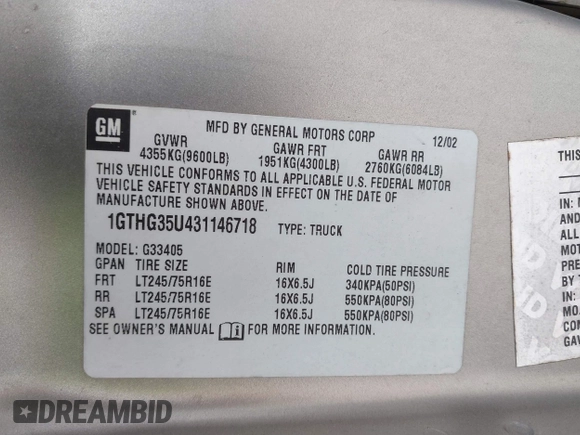 GM
MFD BY GENERAL MOTORS CORP 12/02
GVWR GAWR FRT GAWR RR
4355KG(9600LB) 1951KG(4300LB) 2760KG(6084LB)
THIS VEHICLE CONFORMS TO ALL APPLICABLE U.S. FEDERAL MOTOR
VEHICLE SAFETY STANDARDS IN EFFECT ON THE DATE OF
MANUFACTURE SHOWN ABOVE.
1GTHG35U431146718 TYPE: TRUCK
MODEL: G33405
GPAN TIRE SIZE RIM COLD TIRE PRESSURE
FRT LT245/75R16E 16X6.5J 340KPA(50PSI)
RR LT245/75R16E 16X6.5J 550KPA(80PSI)
SPA LT245/75R16E 16X6.5J 550KPA(80PSI)
SEE OWNER'S MANUAL FOR MORE INFORMATION.
THIS
IN: M
AND
ALL
MOT
PRE
BY T
IN:
MO
COM
GAW
DREAMBID